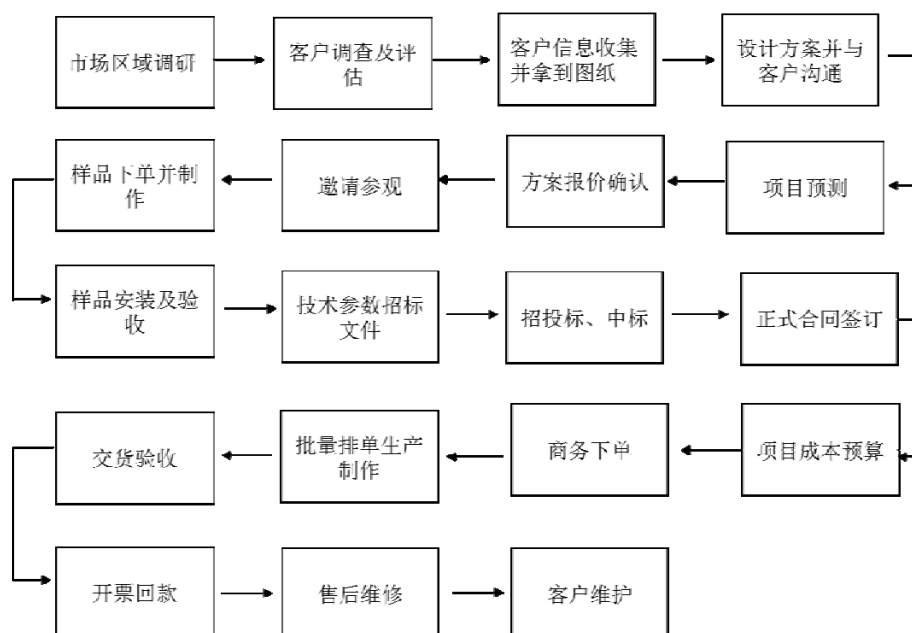 市场区域调研
客户调查及评
估
客户信息收集
并拿到图纸
设计方案并与
客户沟通
样品下单并制
作
邀请参观
方案报价确认
项目预测
样品安装及验
收
技术参数招标
文件
招投标、中标
正式合同签订
交货验收
批量排单生产
制作
商务下单
项目成本预算
开票回款
售后维修
客户维护